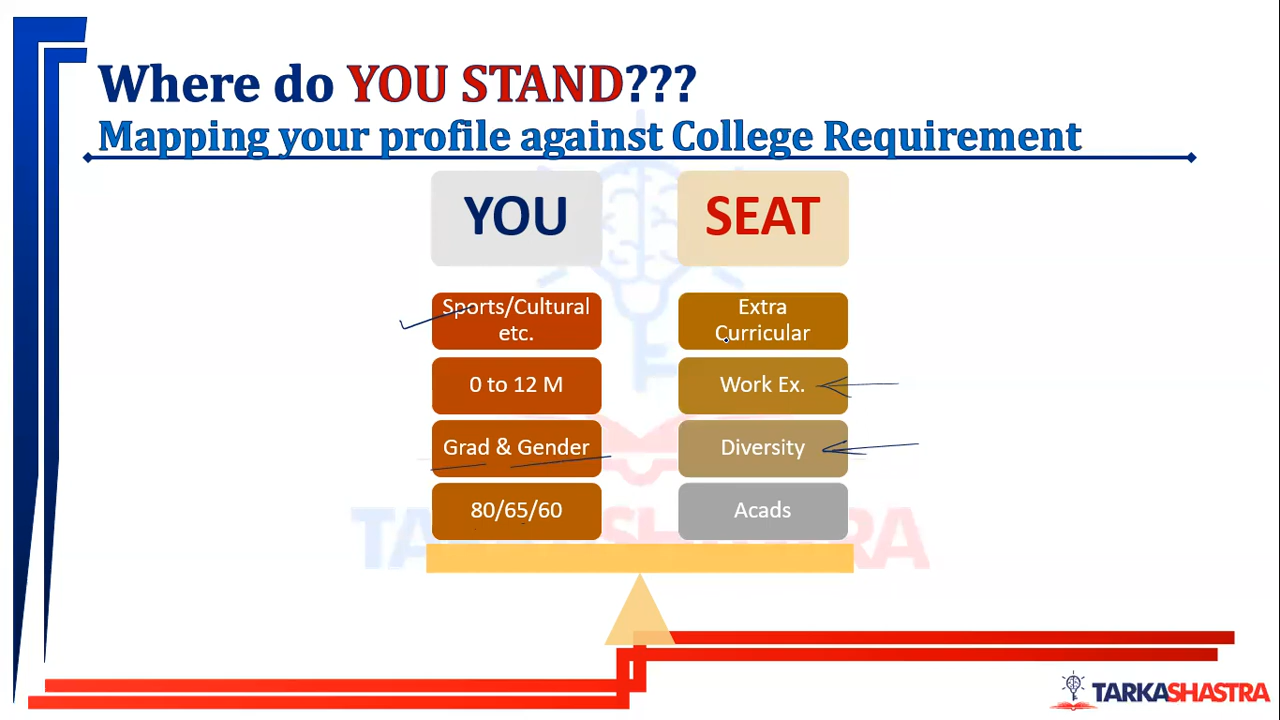 Where do YOU STAND???
Mapping your profile against College Requirement
YOU
SEAT
Sports/Cultural
etc.
Extra
Curricular
0 to 12 M
Work Ex.
Grad & Gender
Diversity
80/65/60
Acads
TARKASHASTRA
TARKASHASTRA